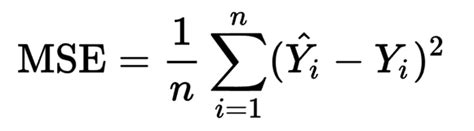 MSE = \frac{1}{n} \sum_{i=1}^{n} (\hat{Y}_i - Y_i)^2